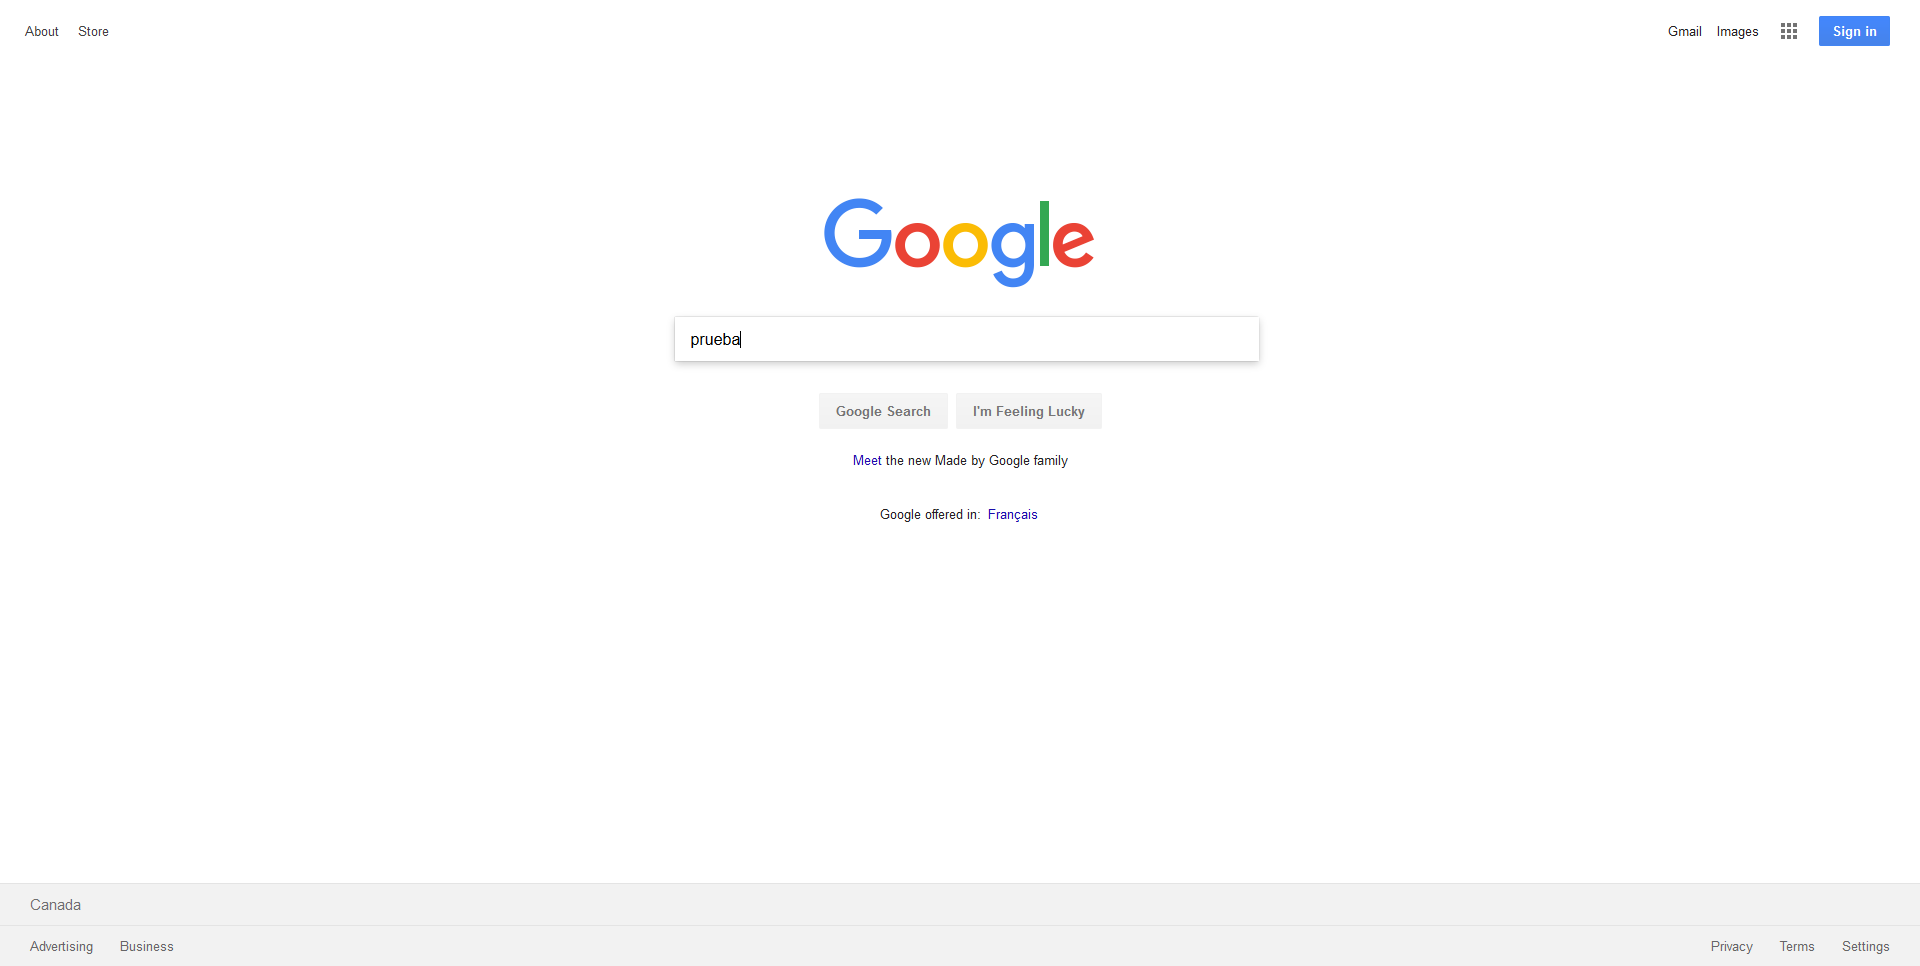 About Store Gmail Images Sign in
Google
prueba
Google Search I'm Feeling Lucky
Meet the new Made by Google family
Google offered in: Français
Canada
Advertising Business Privacy Terms Settings